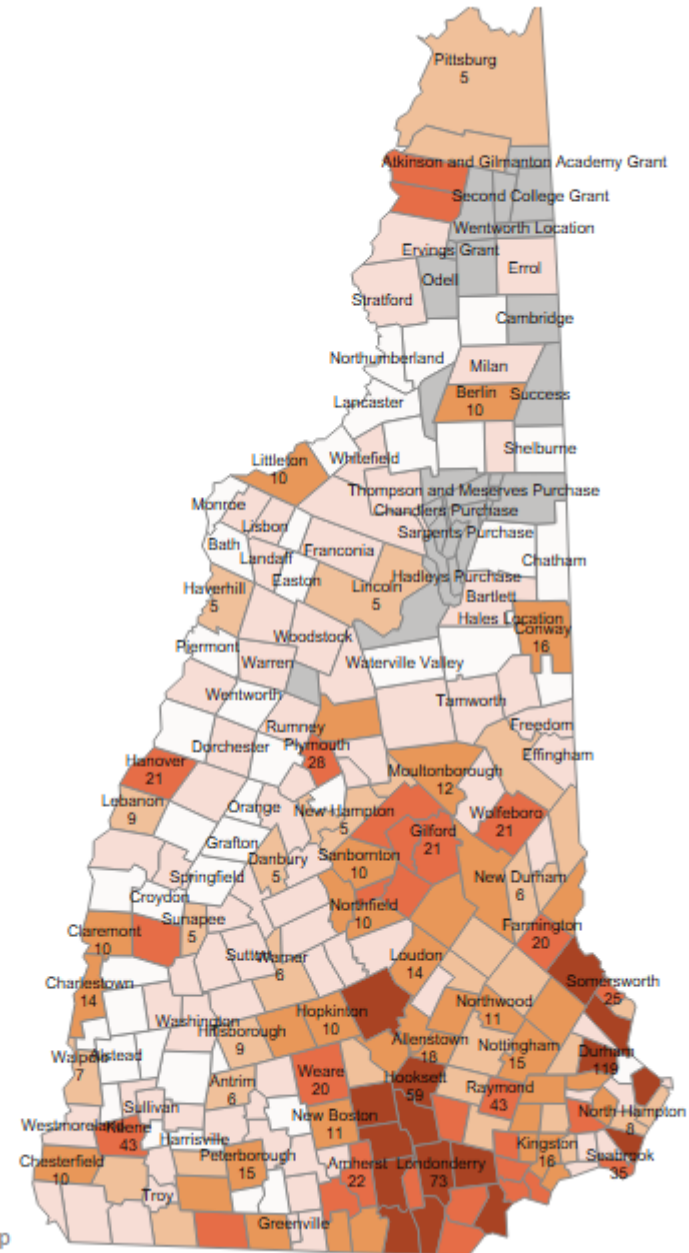 Pittsburg
5
Atkinson and Gilmanton Academy Grant
Second College Grant
Wentworth Location
Ervings Grant
Errol
Odell
Stratford
Cambridge
Northumberland
Milan
Berlin
10
Success
Lancaster
Shelburne
Whitefield
Littleton
10
Thompson and Meserves Purchase
Monroe
Chandlers Purchase
Lisbon
Sargents Purchase
Bath
Franconia
Landaff
Chatham
Easton
Hadleys Purchase
Haverhill
5
Lincoln
5
Bartlett
Hales Location
Conway
16
Woodstock
Piermont
Warren
Waterville Valley
Wentworth
Tamworth
Rumney
Freedom
Dorchester
Plymouth
28
Effingham
Hanover
21
Moultonborough
12
Lebanon
9
Orange
New Hampton
5
Wolfeboro
21
Gilford
21
Grafton
Danbury
5
Sanbornton
10
Springfield
New Durham
6
Croydon
Northfield
10
Sunapee
5
Farmington
20
Claremont
10
Sutton
Warner
6
Loudon
14
Charlestown
14
Somersworth
25
Northwood
11
Hopkinton
10
Washington
Hillsborough
9
Allenstown
18
Nottingham
15
Durham
119
Walpole
7
Alstead
Weare
20
Hooksett
59
Antrim
6
Raymond
43
Sullivan
New Boston
11
North Hampton
8
Westmoreland
Keene
43
Harrisville
Kingston
16
Seabrook
35
Chesterfield
10
Peterborough
15
Amherst
22
Londonderry
73
Troy
Greenville
p